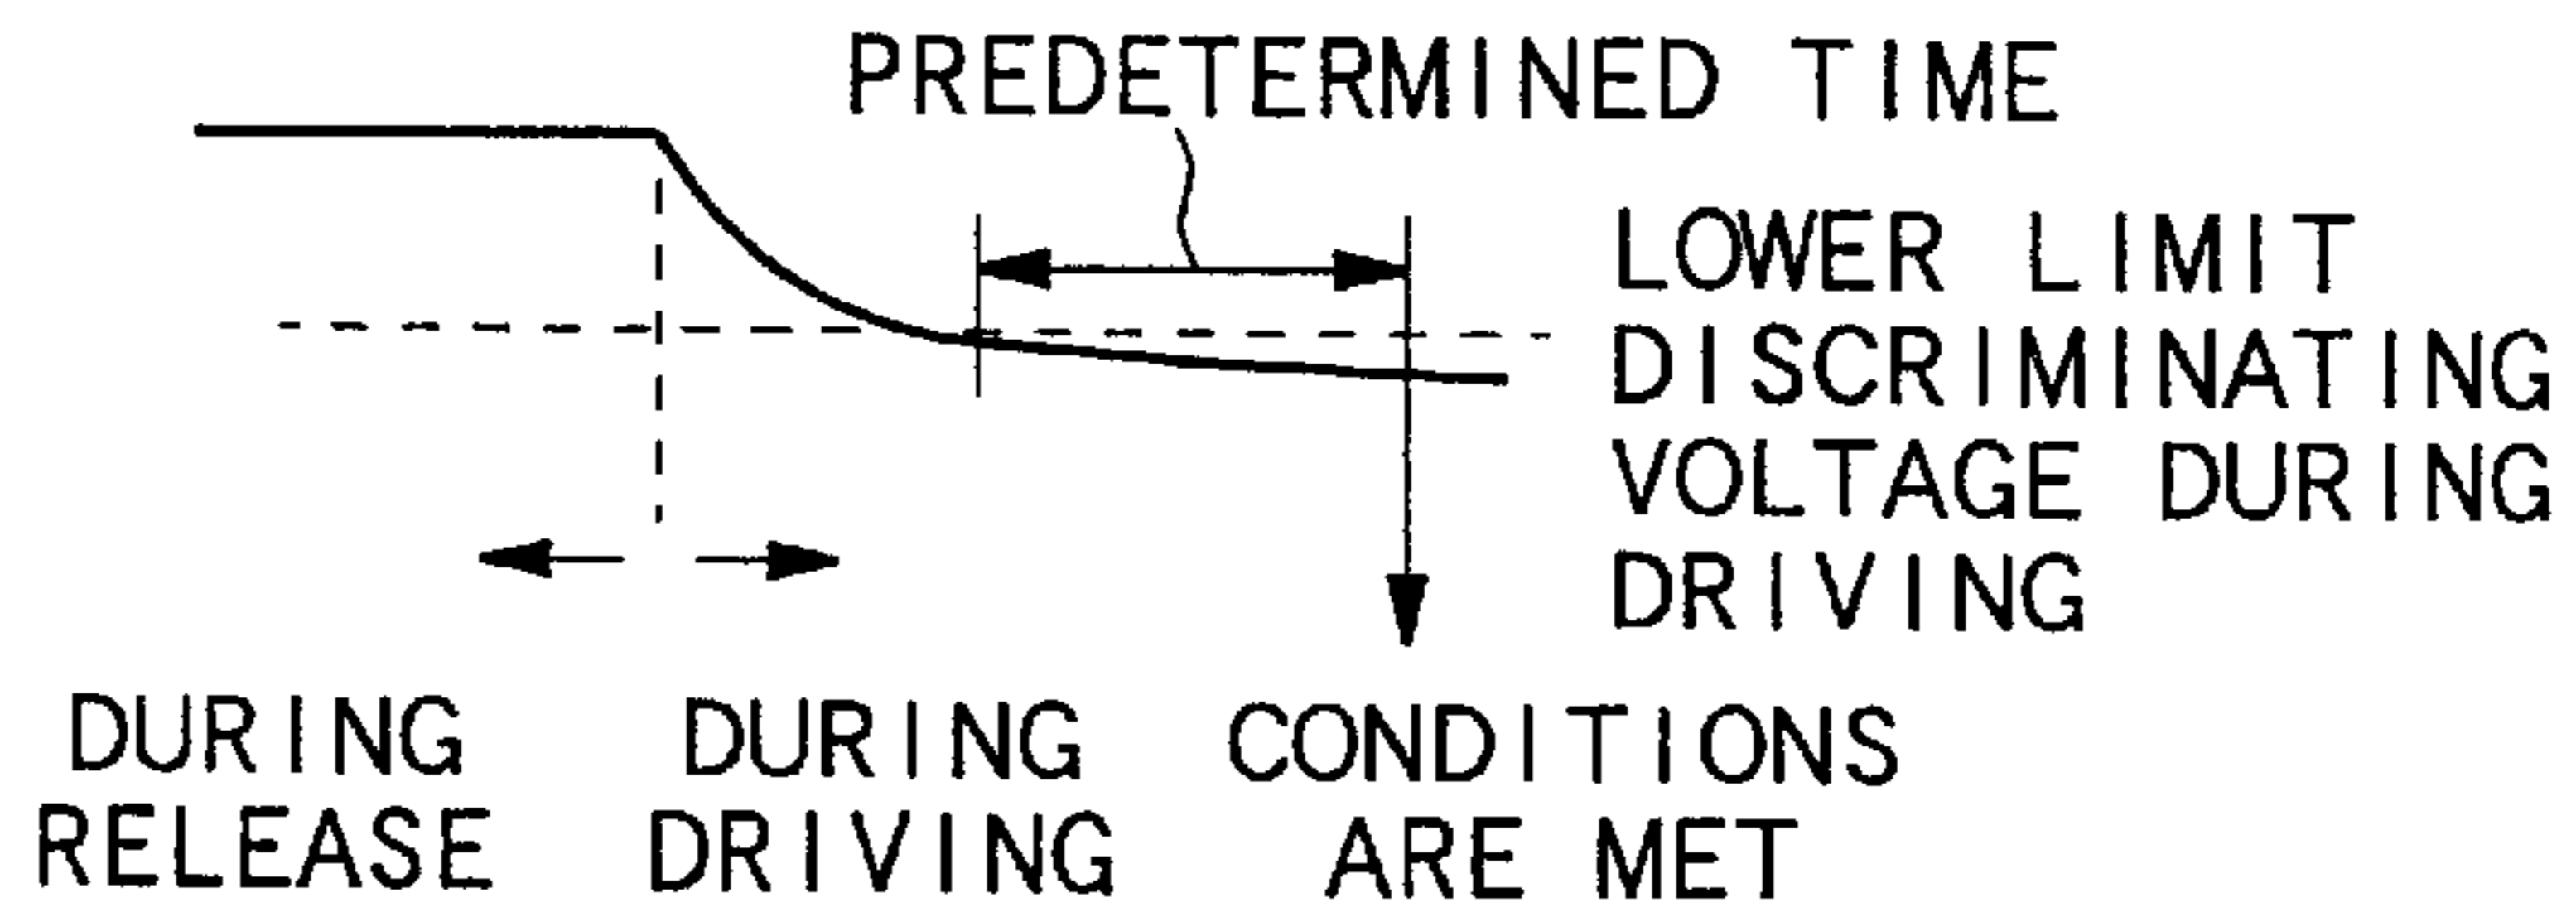 PREDETERMINED TIME
LOWER LIMIT
DISCRIMINATING
VOLTAGE DURING
DRIVING
DURING
RELEASE
DURING
DRIVING
CONDITIONS
ARE MET